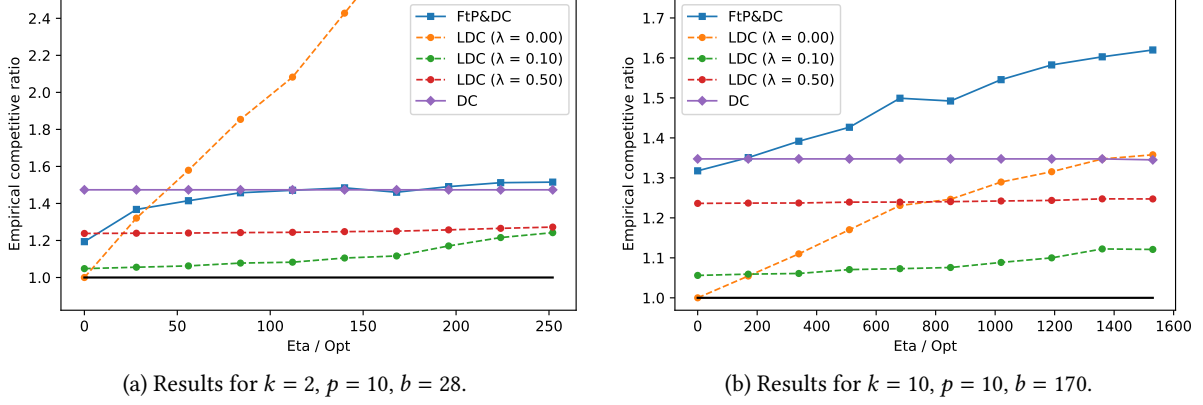 2.4
2.2
2.0
1.8
1.6
1.4
1.2
1.0
Empirical competitive ratio
FtP&DC
LDC (λ = 0.00)
LDC (λ = 0.10)
LDC (λ = 0.50)
DC
0 50 100 150 200 250
Eta / Opt
(a) Results for k = 2, p = 10, b = 28.
1.7
1.6
1.5
1.4
1.3
1.2
1.1
1.0
Empirical competitive ratio
FtP&DC
LDC (λ = 0.00)
LDC (λ = 0.10)
LDC (λ = 0.50)
DC
0 200 400 600 800 1000 1200 1400 1600
Eta / Opt
(b) Results for k = 10, p = 10, b = 170.